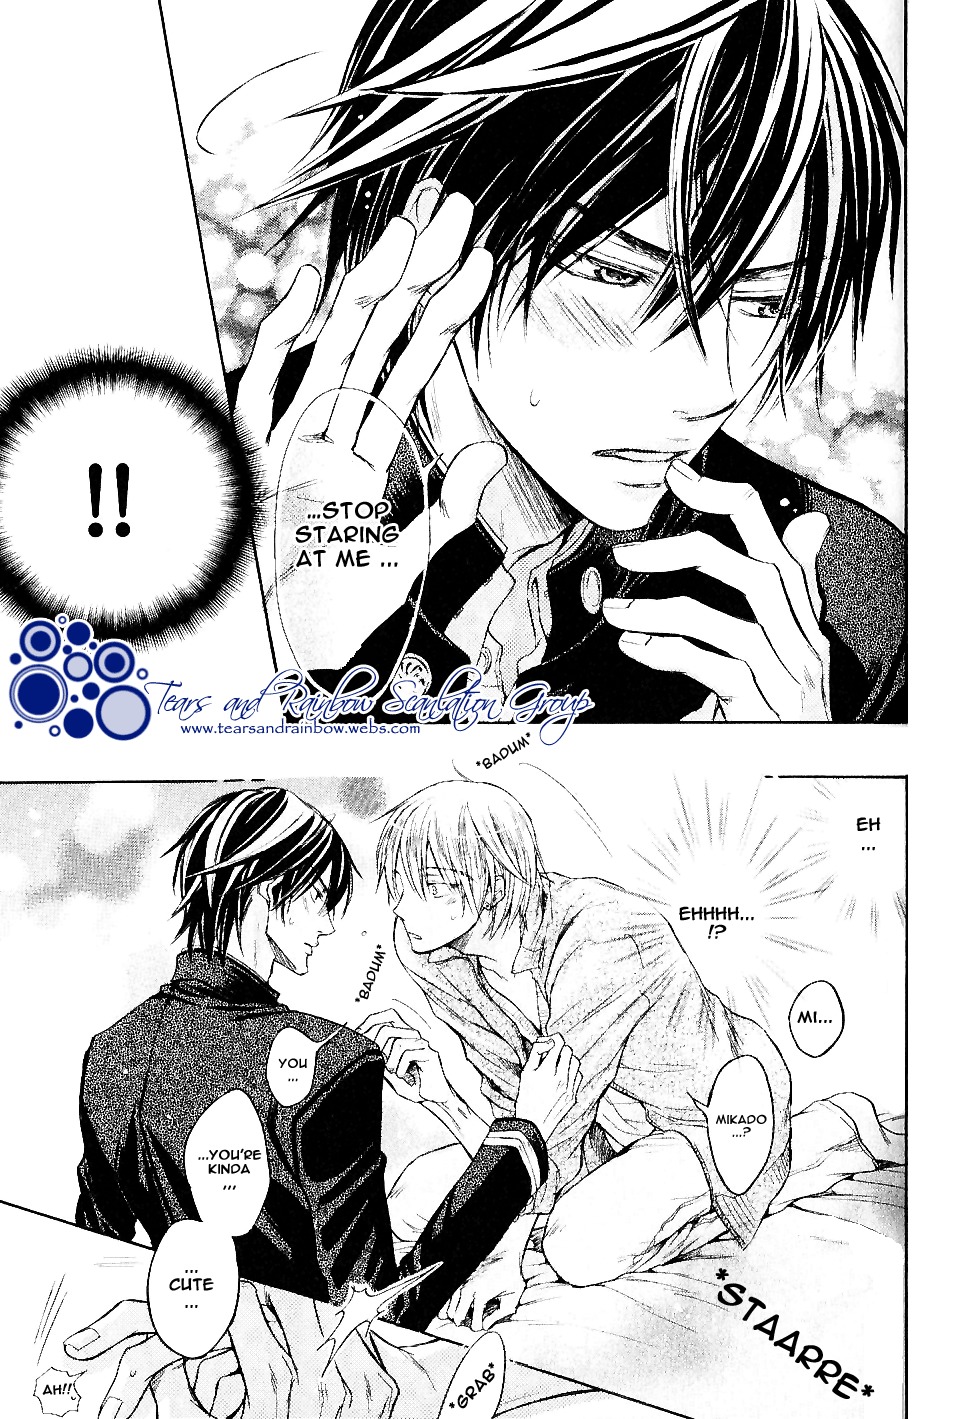 ...STOP
STARING
AT ME ...
!!
Tears and Rainbow Scanlation Group
www.tearsandrainbow.webs.com
*BADUM*
EH
...
EHHHH...
!?
MI...
MIKADO
...?
*BADUM*
YOU
...
...YOU'RE
KINDA
...
...
CUTE
...
*STAARRE*
*GRAB*
AH!!